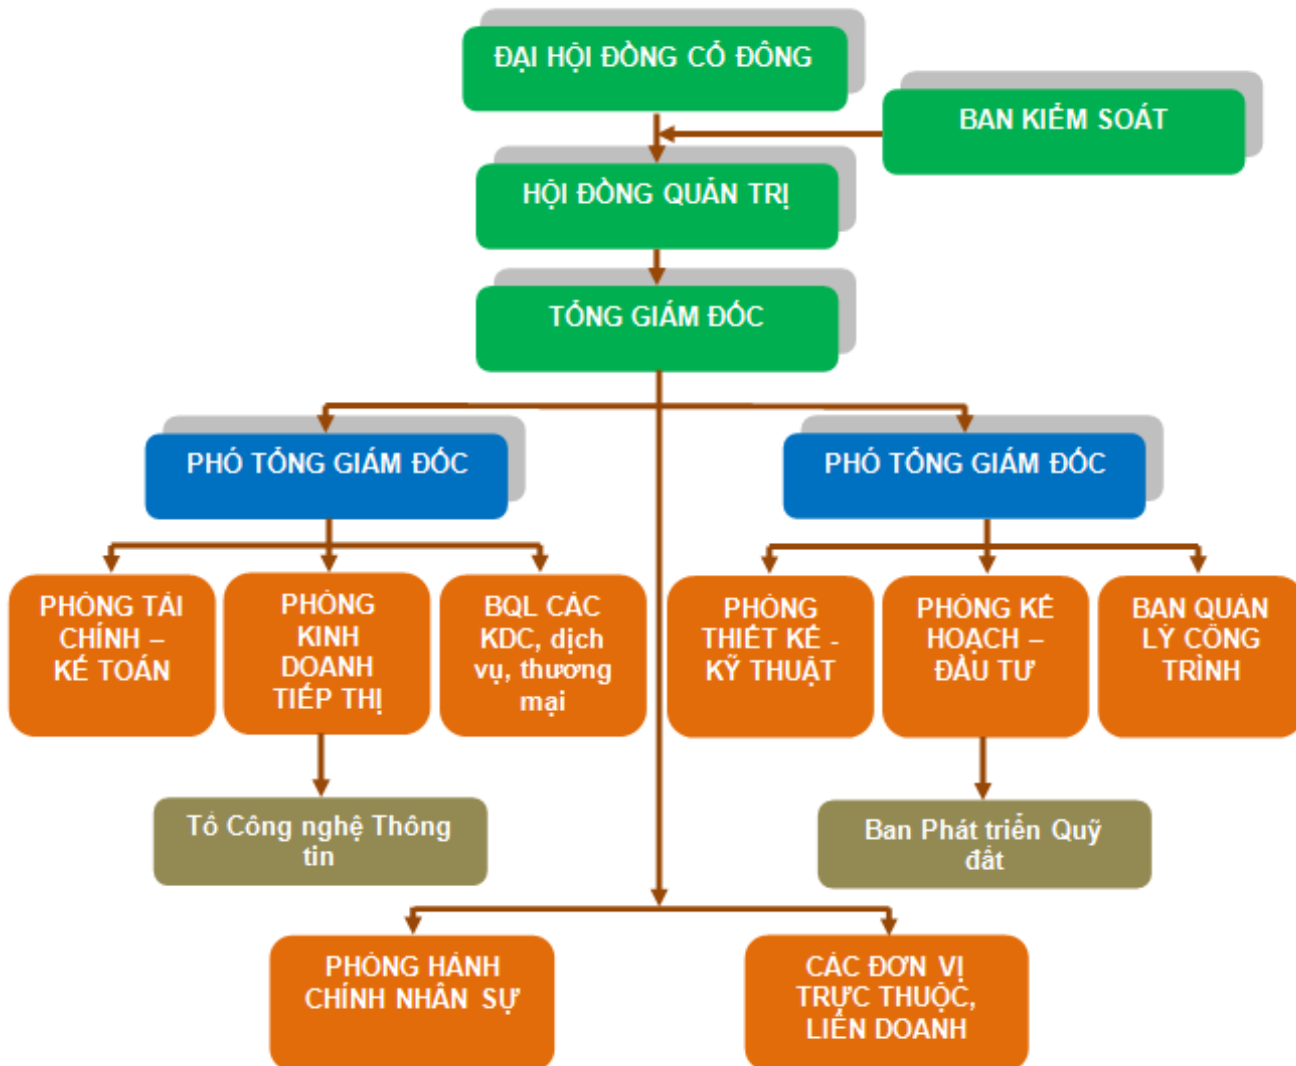 ĐẠI HỘI ĐỒNG CỔ ĐÔNG
BAN KIỂM SOÁT
HỘI ĐỒNG QUẢN TRỊ
TỔNG GIÁM ĐỐC
PHÓ TỔNG GIÁM ĐỐC
PHÓ TỔNG GIÁM ĐỐC
PHÒNG TÀI
CHÍNH –
KẾ TOÁN
PHÒNG
KINH
DOANH
TIẾP THỊ
BQL CÁC
KDC, dịch
vụ, thương
mại
PHÒNG
THIẾT KẾ -
KỸ THUẬT
PHÒNG KẾ
HOẠCH –
ĐẦU TƯ
BAN QUẢN
LÝ CÔNG
TRÌNH
Tổ Công nghệ Thông
tin
Ban Phát triển Quỹ
đất
PHÒNG HÀNH
CHÍNH NHÂN SỰ
CÁC ĐƠN VỊ
TRỰC THUỘC,
LIÊN DOANH